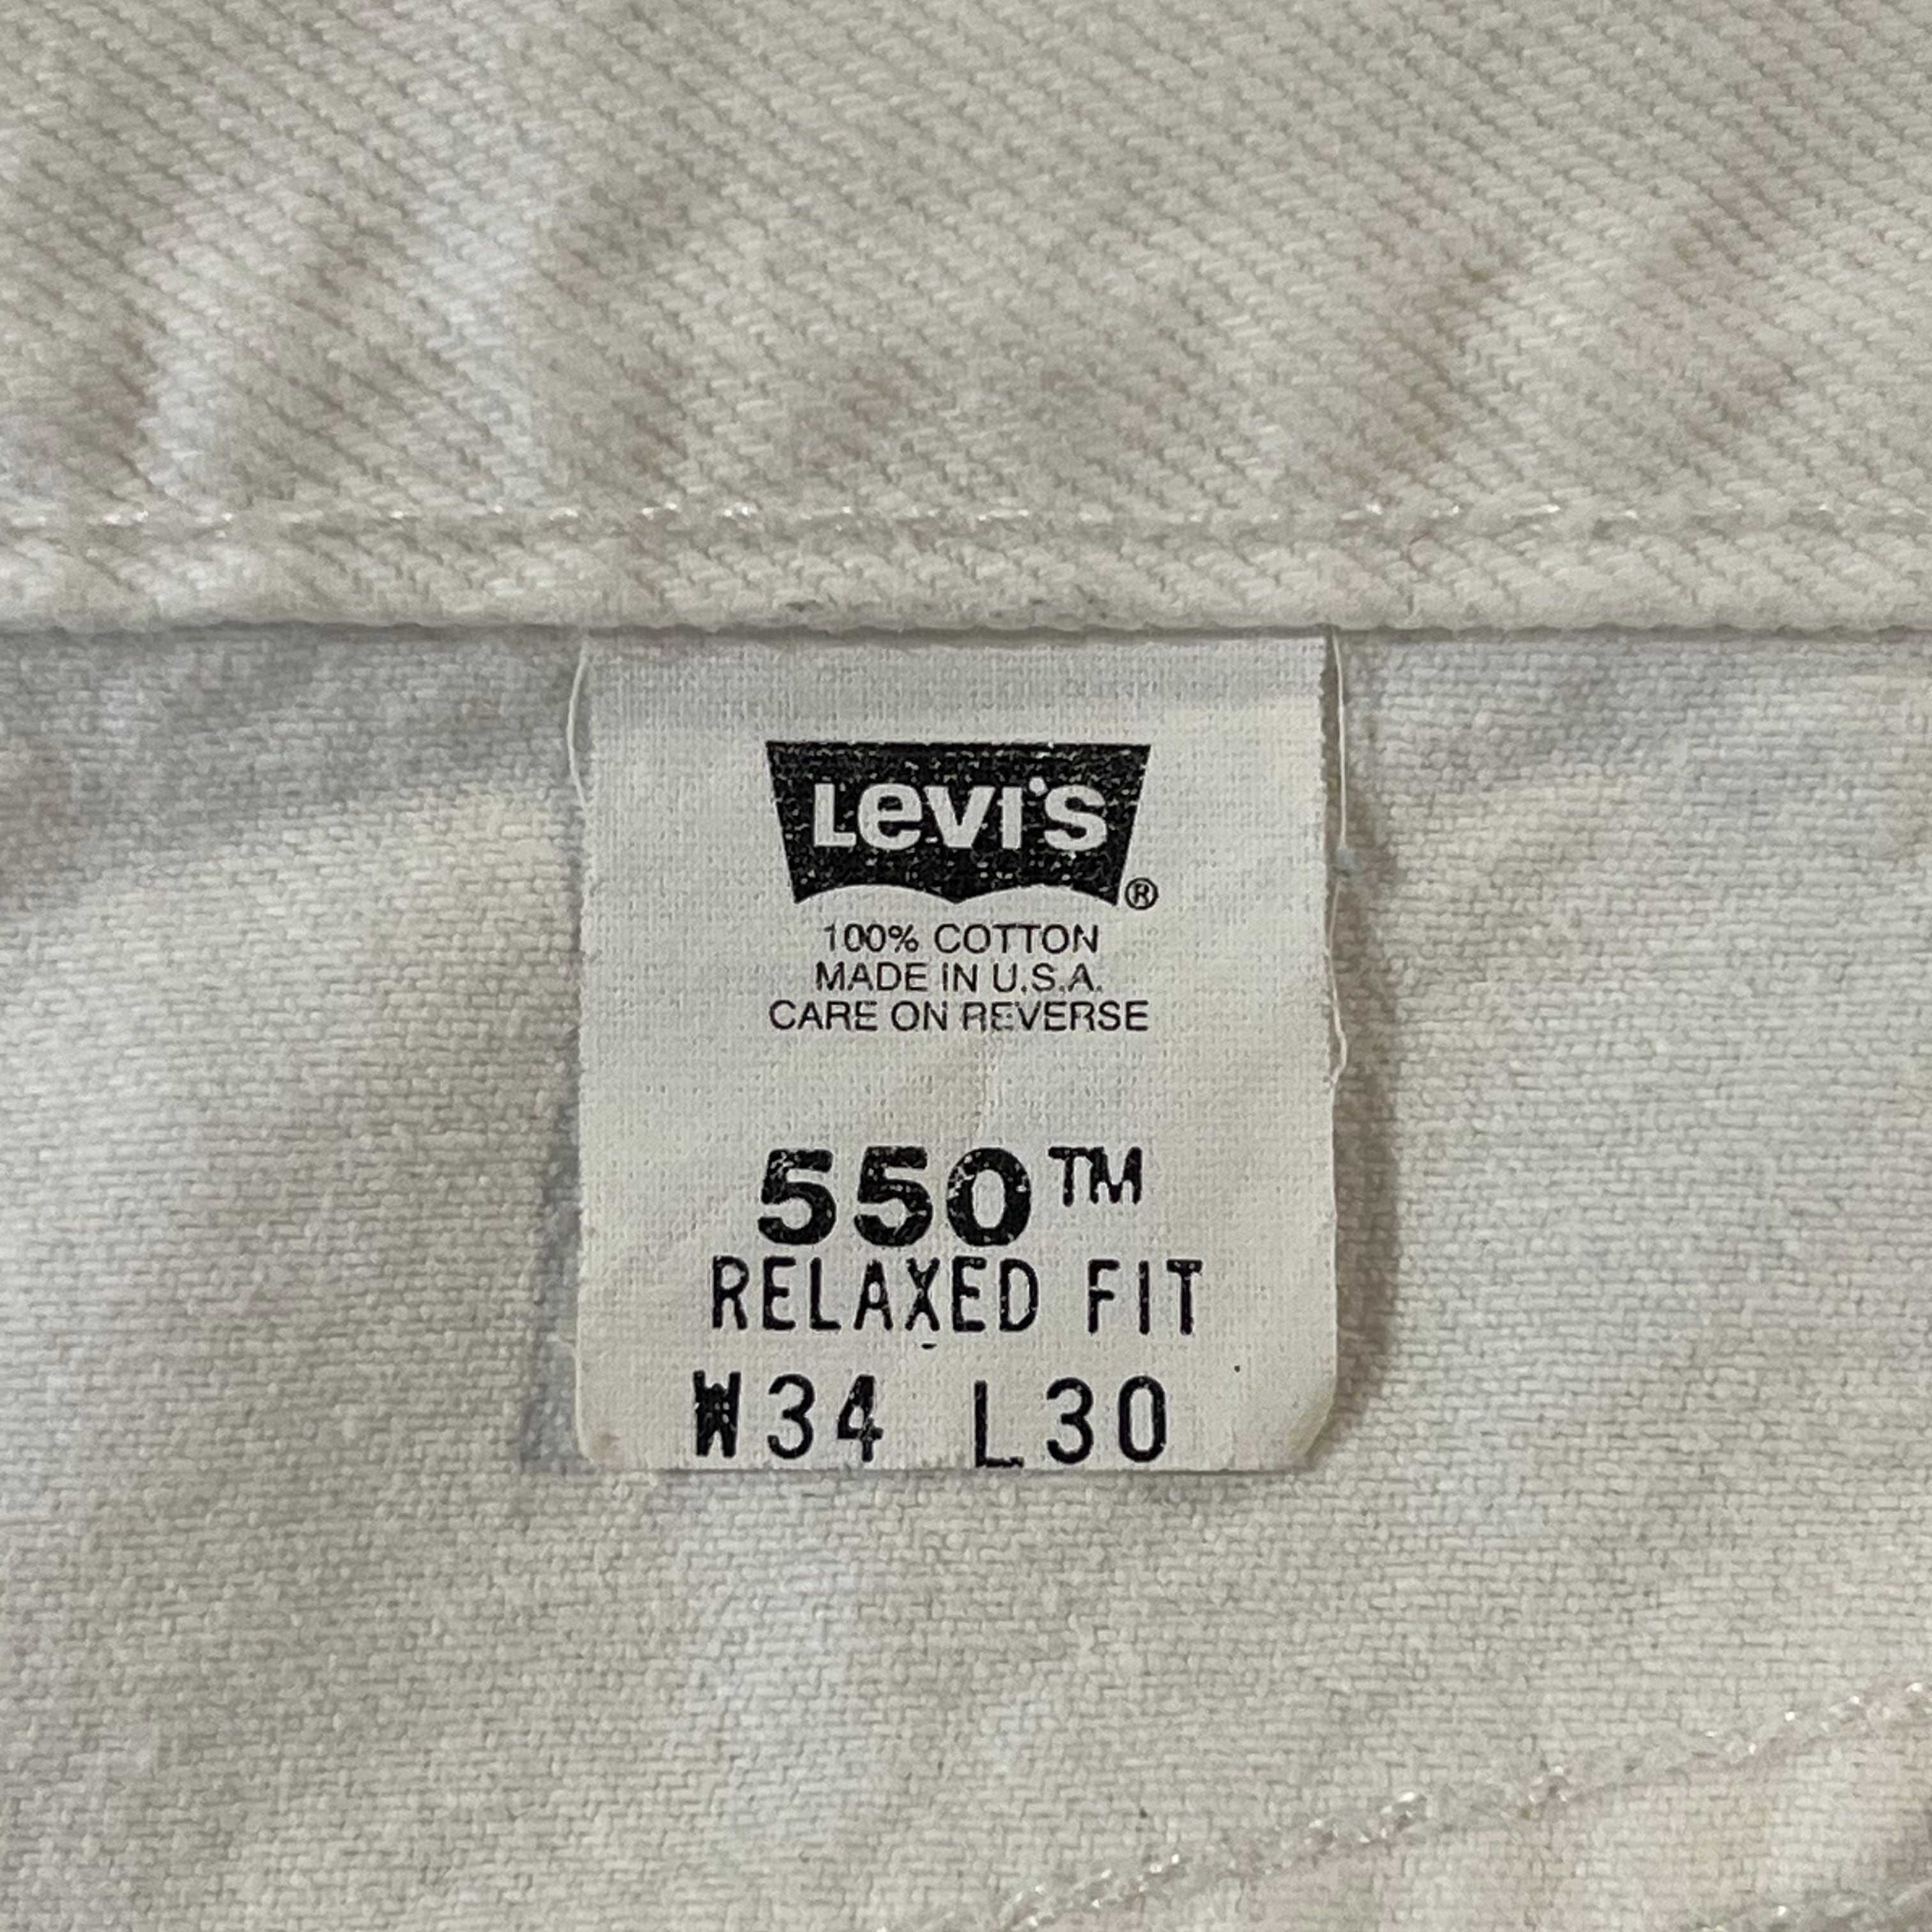 Levi's ®
100% COTTON
MADE IN U.S.A.
CARE ON REVERSE
550™
RELAXED FIT
W34 L30